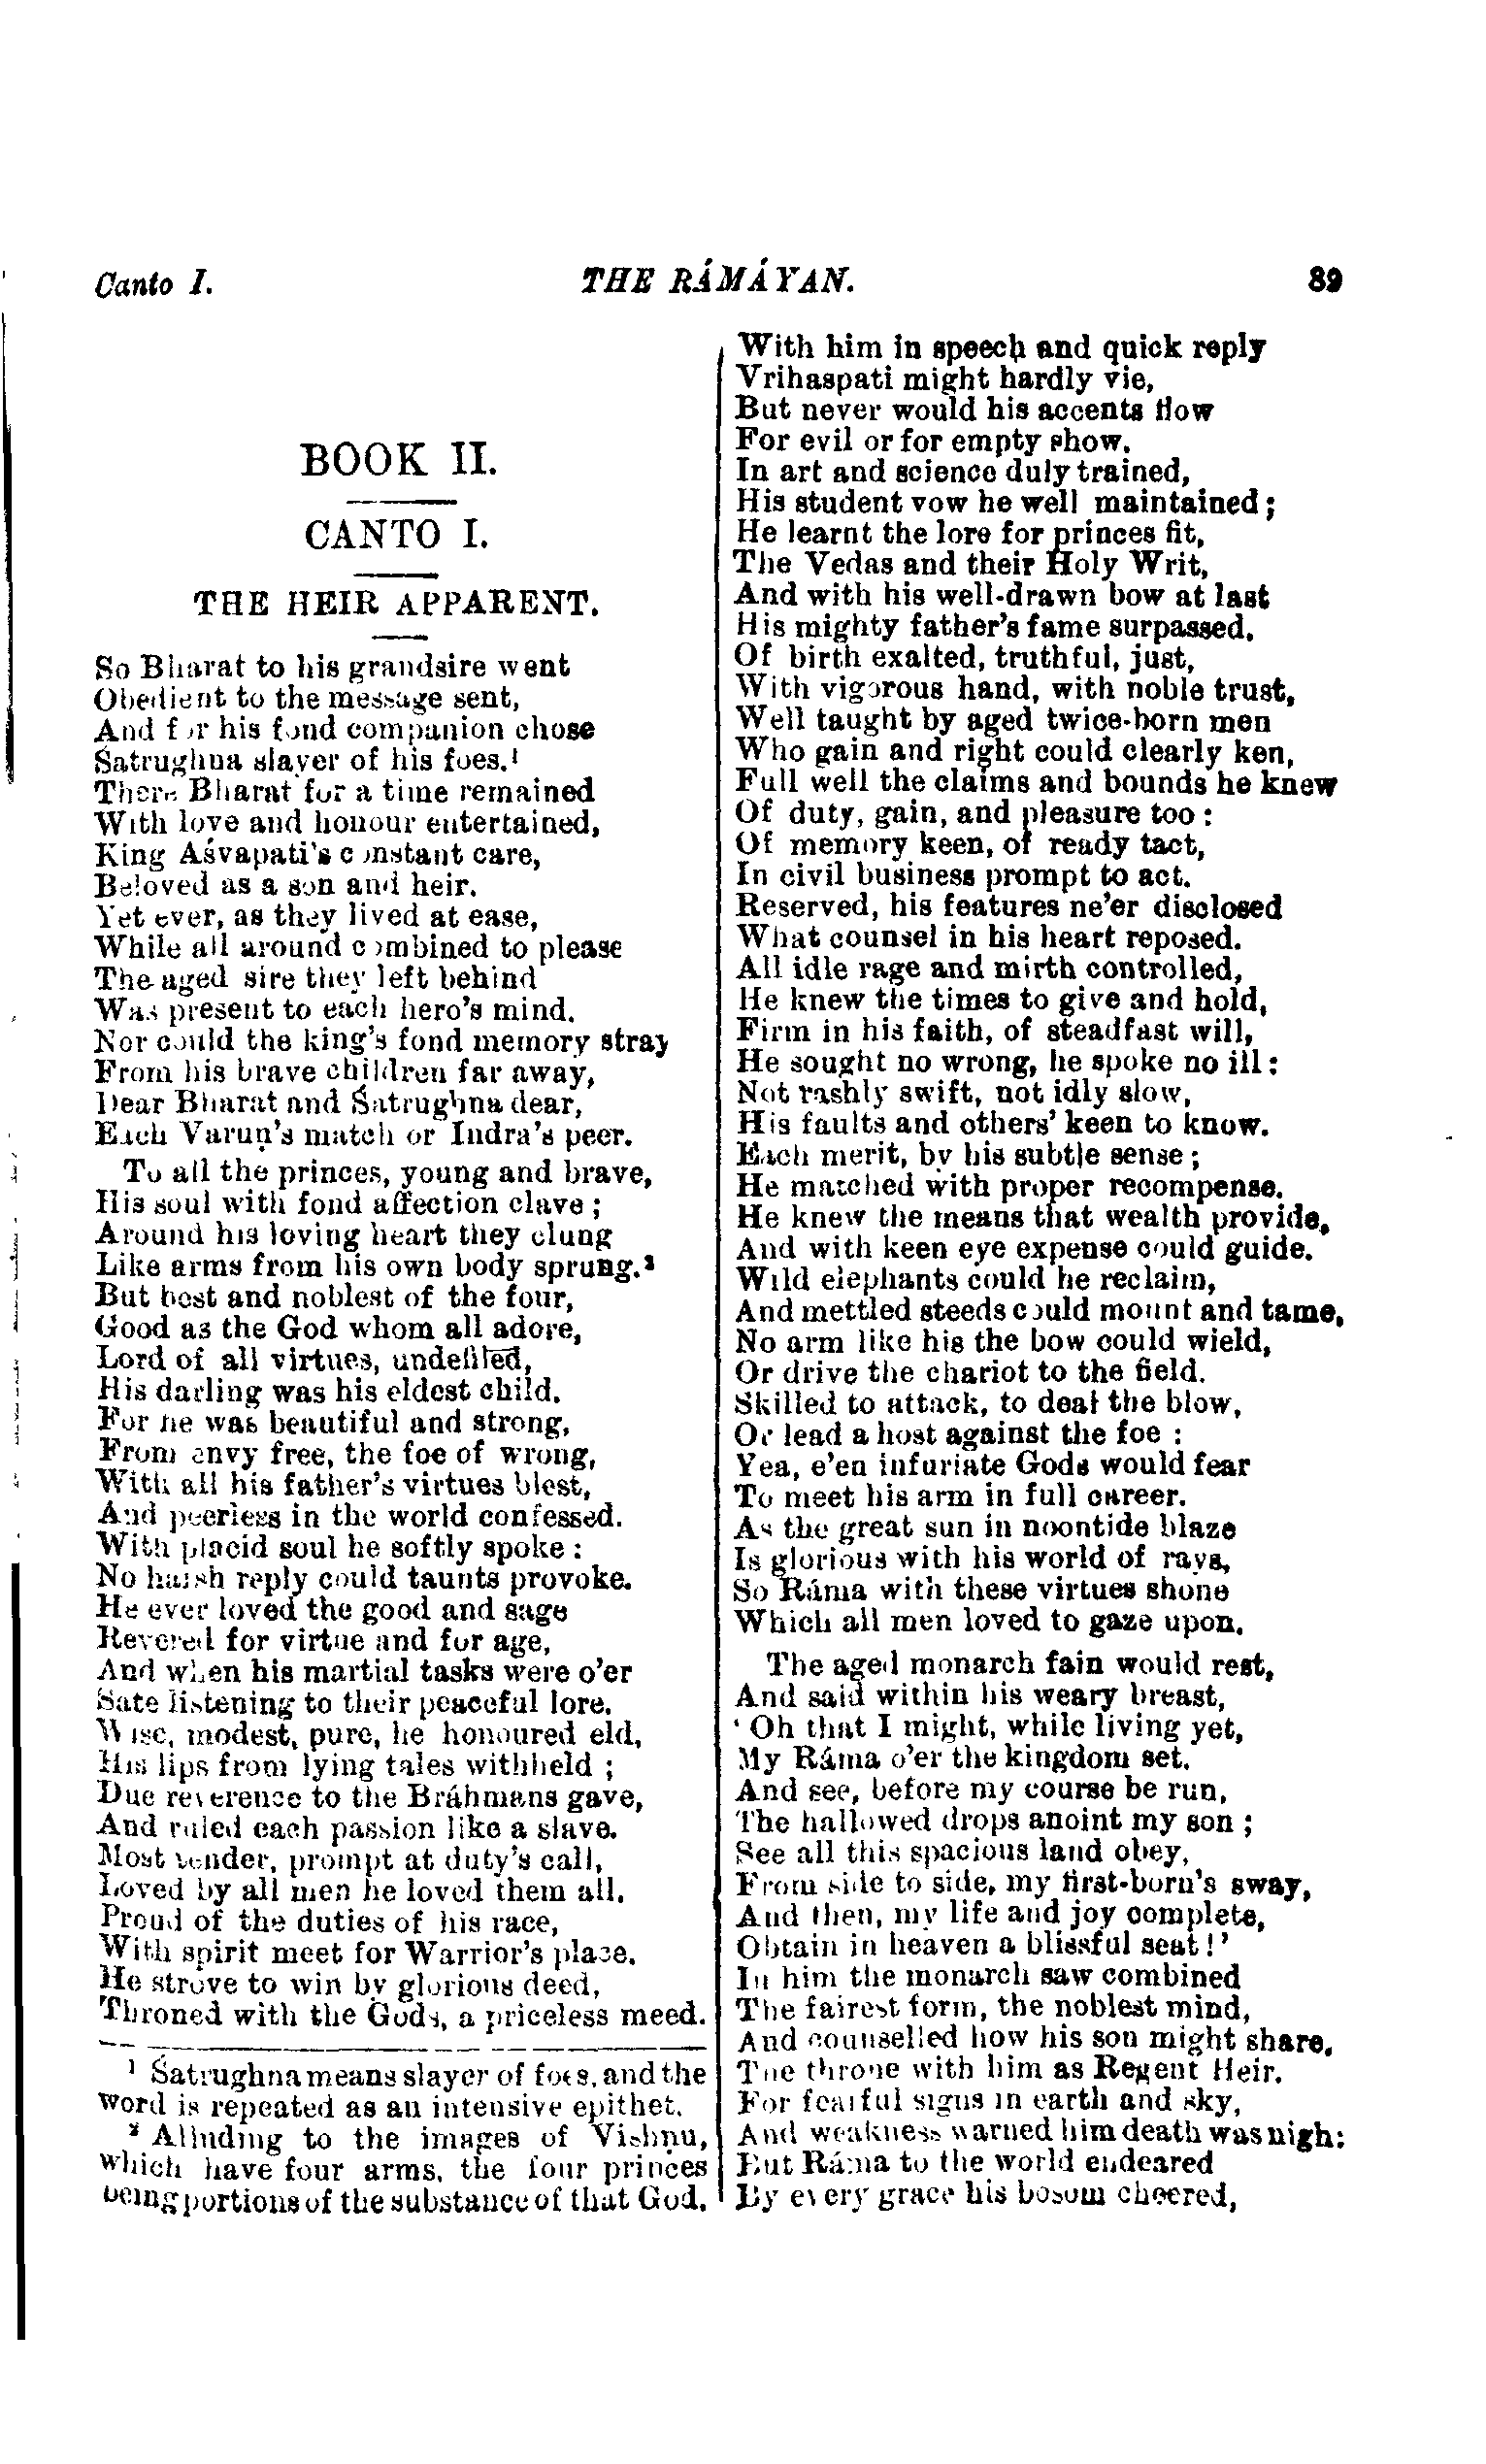 Canto I.
THE RÁMÁYAN.
89
BOOK II.
CANTO I.
THE HEIR APPARENT.
So Bharat to his grandsire went
Obedient to the message sent,
And for his fond companion chose
Śatrughna slayer of his foes.¹
There Bharat for a time remained
With love and honour entertained,
King Aśvapati's constant care,
Beloved as a son and heir.
Yet ever, as they lived at ease,
While all around combined to please
The aged sire they left behind
Was present to each hero's mind.
Nor could the king's fond memory stray
From his brave children far away,
Dear Bharat and Śatrughna dear,
Each Varuṇ's match or Indra's peer.
To all the princes, young and brave,
His soul with fond affection clave;
Around his loving heart they clung
Like arms from his own body sprung.²
But best and noblest of the four,
Good as the God whom all adore,
Lord of all virtues, undefiled,
His darling was his eldest child.
For he was beautiful and strong,
From envy free, the foe of wrong,
With all his father's virtues blest,
And peerless in the world confessed.
With placid soul he softly spoke:
No harsh reply could taunts provoke.
He ever loved the good and sage
Revered for virtue and for age,
And when his martial tasks were o'er
Sate listening to their peaceful lore.
Wise, modest, pure, he honoured eld,
His lips from lying tales withheld;
Due reverence to the Bráhmans gave,
And ruled each passion like a slave.
Most tender, prompt at duty's call,
Loved by all men he loved them all.
Proud of the duties of his race,
With spirit meet for Warrior's place.
He strove to win by glorious deed,
Throned with the Gods, a priceless meed.
¹ Śatrughna means slayer of foes, and the
word is repeated as an intensive epithet.
² Alluding to the images of Vishṇu,
which have four arms, the four princes
being portions of the substance of that God.
With him in speech and quick reply
Vrihaspati might hardly vie,
But never would his accents flow
For evil or for empty show.
In art and science duly trained,
His student vow he well maintained;
He learnt the lore for princes fit,
The Vedas and their Holy Writ,
And with his well-drawn bow at last
His mighty father's fame surpassed.
Of birth exalted, truthful, just,
With vigorous hand, with noble trust,
Well taught by aged twice-born men
Who gain and right could clearly ken,
Full well the claims and bounds he knew
Of duty, gain, and pleasure too:
Of memory keen, of ready tact,
In civil business prompt to act.
Reserved, his features ne'er disclosed
What counsel in his heart reposed.
All idle rage and mirth controlled,
He knew the times to give and hold,
Firm in his faith, of steadfast will,
He sought no wrong, he spoke no ill:
Not rashly swift, not idly slow,
His faults and others' keen to know.
Each merit, by his subtle sense;
He matched with proper recompense.
He knew the means that wealth provide,
And with keen eye expense could guide.
Wild elephants could he reclaim,
And mettled steeds could mount and tame,
No arm like his the bow could wield,
Or drive the chariot to the field.
Skilled to attack, to deal the blow,
Or lead a host against the foe:
Yea, e'en infuriate Gods would fear
To meet his arm in full career.
As the great sun in noontide blaze
Is glorious with his world of rays,
So Ráma with these virtues shone
Which all men loved to gaze upon.
The aged monarch fain would rest,
And said within his weary breast,
'Oh that I might, while living yet,
My Ráma o'er the kingdom set.
And see, before my course be run,
The hallowed drops anoint my son;
See all this spacious land obey,
From side to side, my first-born's sway,
And then, my life and joy complete,
Obtain in heaven a blissful seat!'
In him the monarch saw combined
The fairest form, the noblest mind,
And counselled how his son might share,
The throne with him as Regent Heir.
For fearful signs in earth and sky,
And weakness warned him death was nigh:
But Ráma to the world endeared
By every grace his bosom cheered,